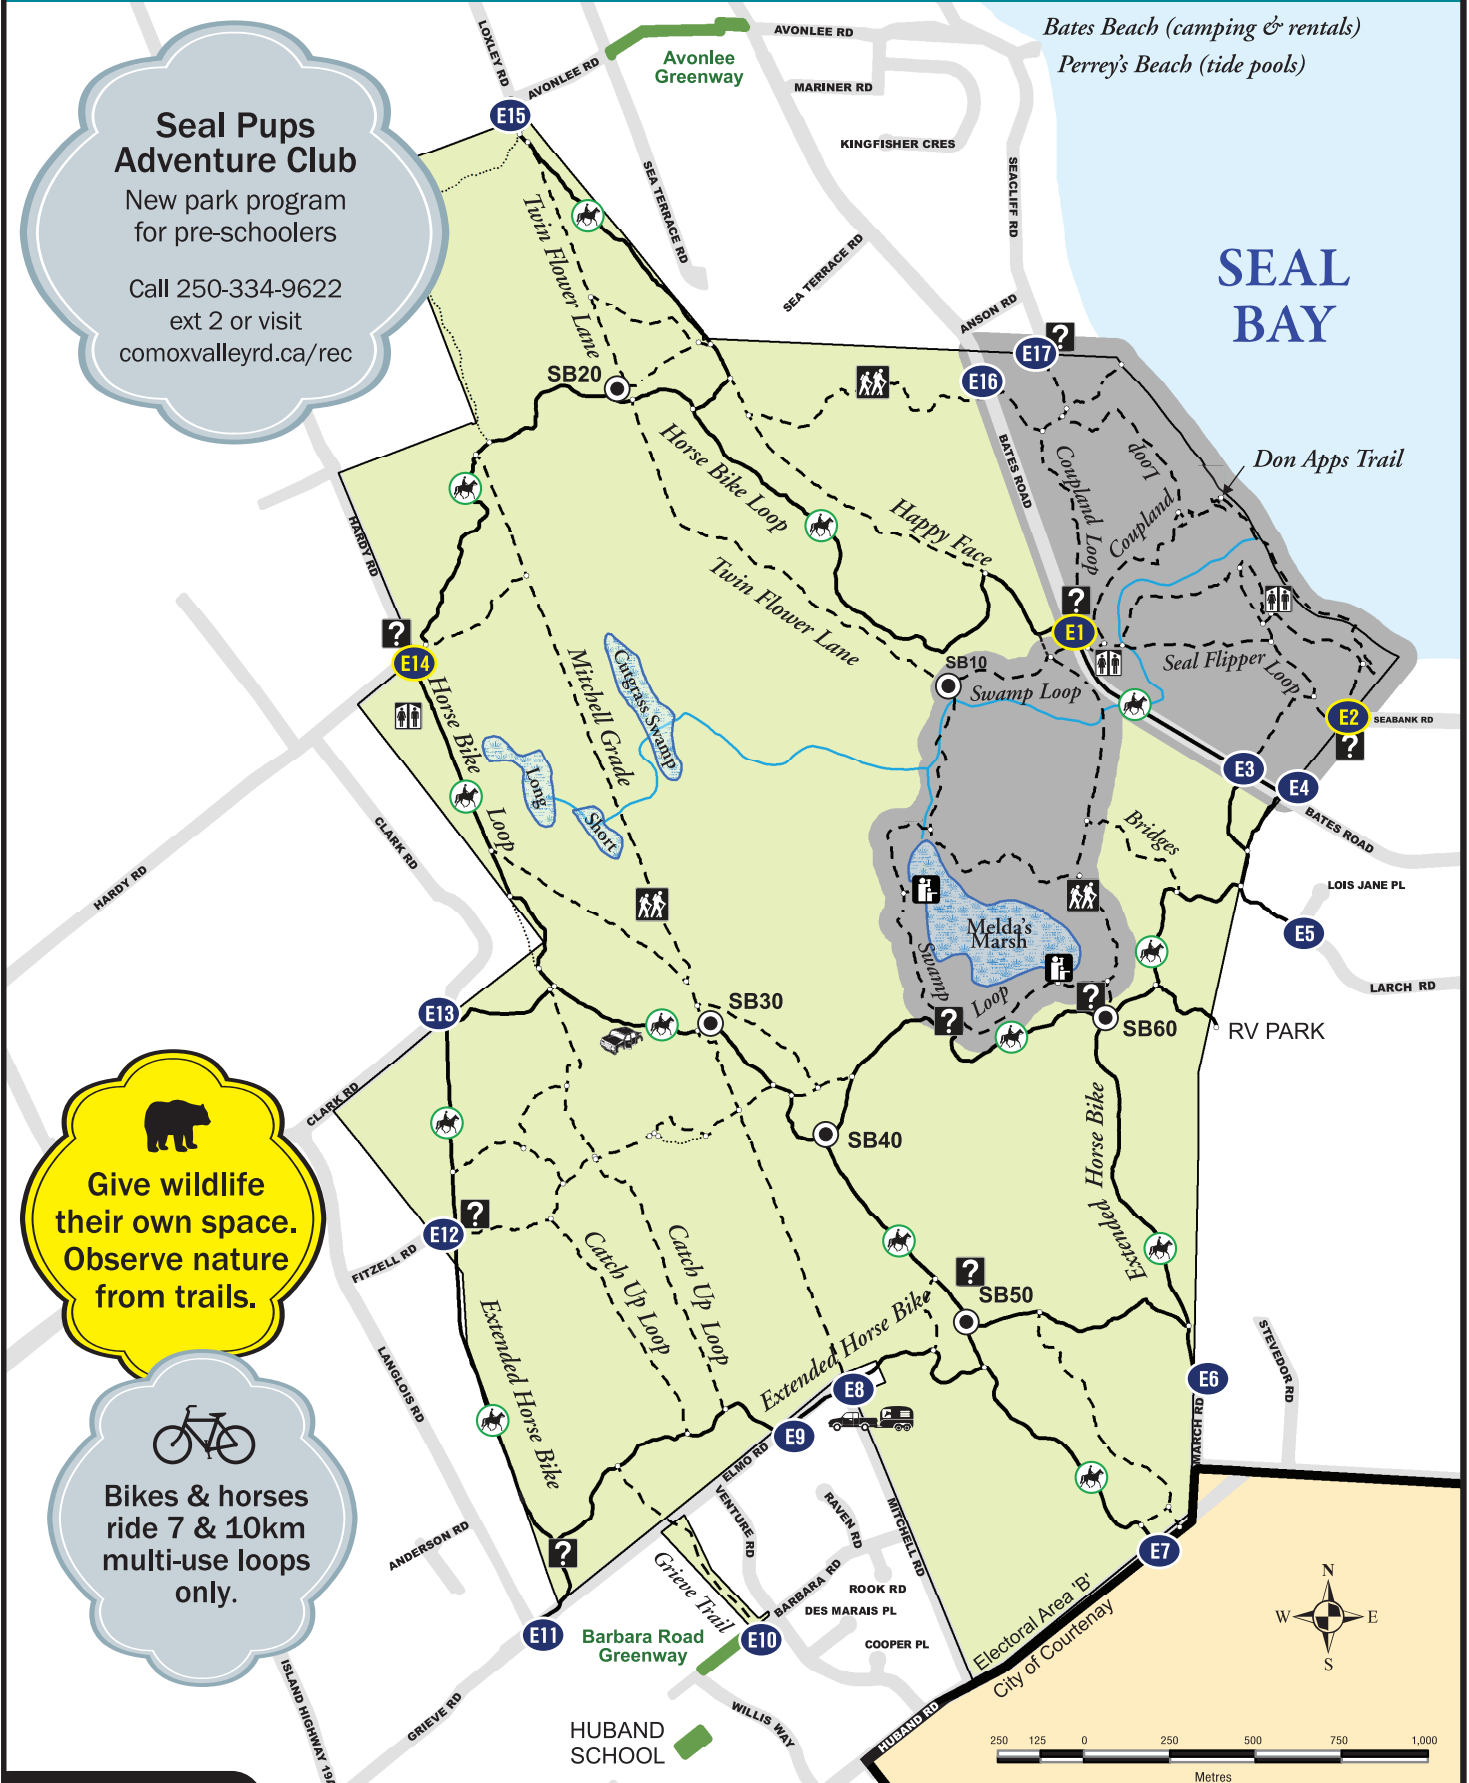 Bates Beach (camping & rentals)
Perrey's Beach (tide pools)
LOXLEY RD
AVONLEE RD
AVONLEE RD
Avonlee
Greenway
MARINER RD
KINGFISHER CRES
SEACLIFF RD
SEA TERRACE RD
SEA TERRACE RD
ANSON RD
SEAL
BAY
Seal Pups
Adventure Club
New park program
for pre-schoolers
Call 250-334-9622
ext 2 or visit
comoxvalleyrd.ca/rec
E15
Twin Flower Lane
SB20
?
E17
E16
BATES ROAD
Coupland Loop
Coupland
Loop
Don Apps Trail
Horse Bike Loop
Happy Face
Twin Flower Lane
HARDY RD
?
E14
Horse Bike
Loop
Mitchell Grade
Cutgrass Swamp
Long
Short
?
E1
SB10
Swamp Loop
Seal Flipper
Loop
E2
SEABANK RD
?
E3
E4
BATES ROAD
Bridges
LOIS JANE PL
E5
LARCH RD
HARDY RD
CLARK RD
Melda's
Marsh
Swamp
Loop
?
?
SB60
RV PARK
E13
SB30
CLARK RD
SB40
Give wildlife
their own space.
Observe nature
from trails.
?
E12
FITZELL RD
Catch Up Loop
Catch Up Loop
Extended Horse Bike
Extended Horse Bike
?
SB50
Extended Horse Bike
LANGLOIS RD
STEVEDOR RD
E6
MARCH RD
E8
E9
ELMO RD
Bikes & horses
ride 7 & 10km
multi-use loops
only.
ANDERSON RD
?
VENTURE RD
RAVEN RD
MITCHELL RD
E7
Grieve Trail
BARBARA RD
ROOK RD
DES MARAIS PL
COOPER PL
E11
Barbara Road
Greenway
E10
Electoral Area 'B'
City of Courtenay
N
W
E
S
ISLAND HIGHWAY 19A
GRIEVE RD
WILLIS WAY
HUBAND RD
HUBAND
SCHOOL
250 125 0 250 500 750 1,000
Metres